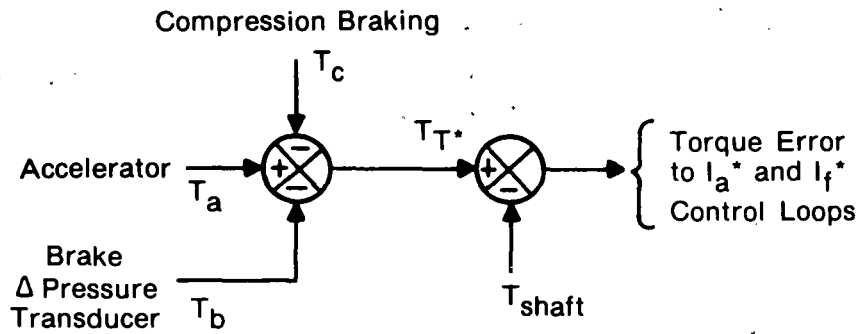 Compression Braking
T_c
T_T*
Accelerator
T_a
+
−
−
+
−
Torque Error
to I_a* and I_f*
Control Loops
Brake
Δ Pressure
Transducer
T_b
T_shaft